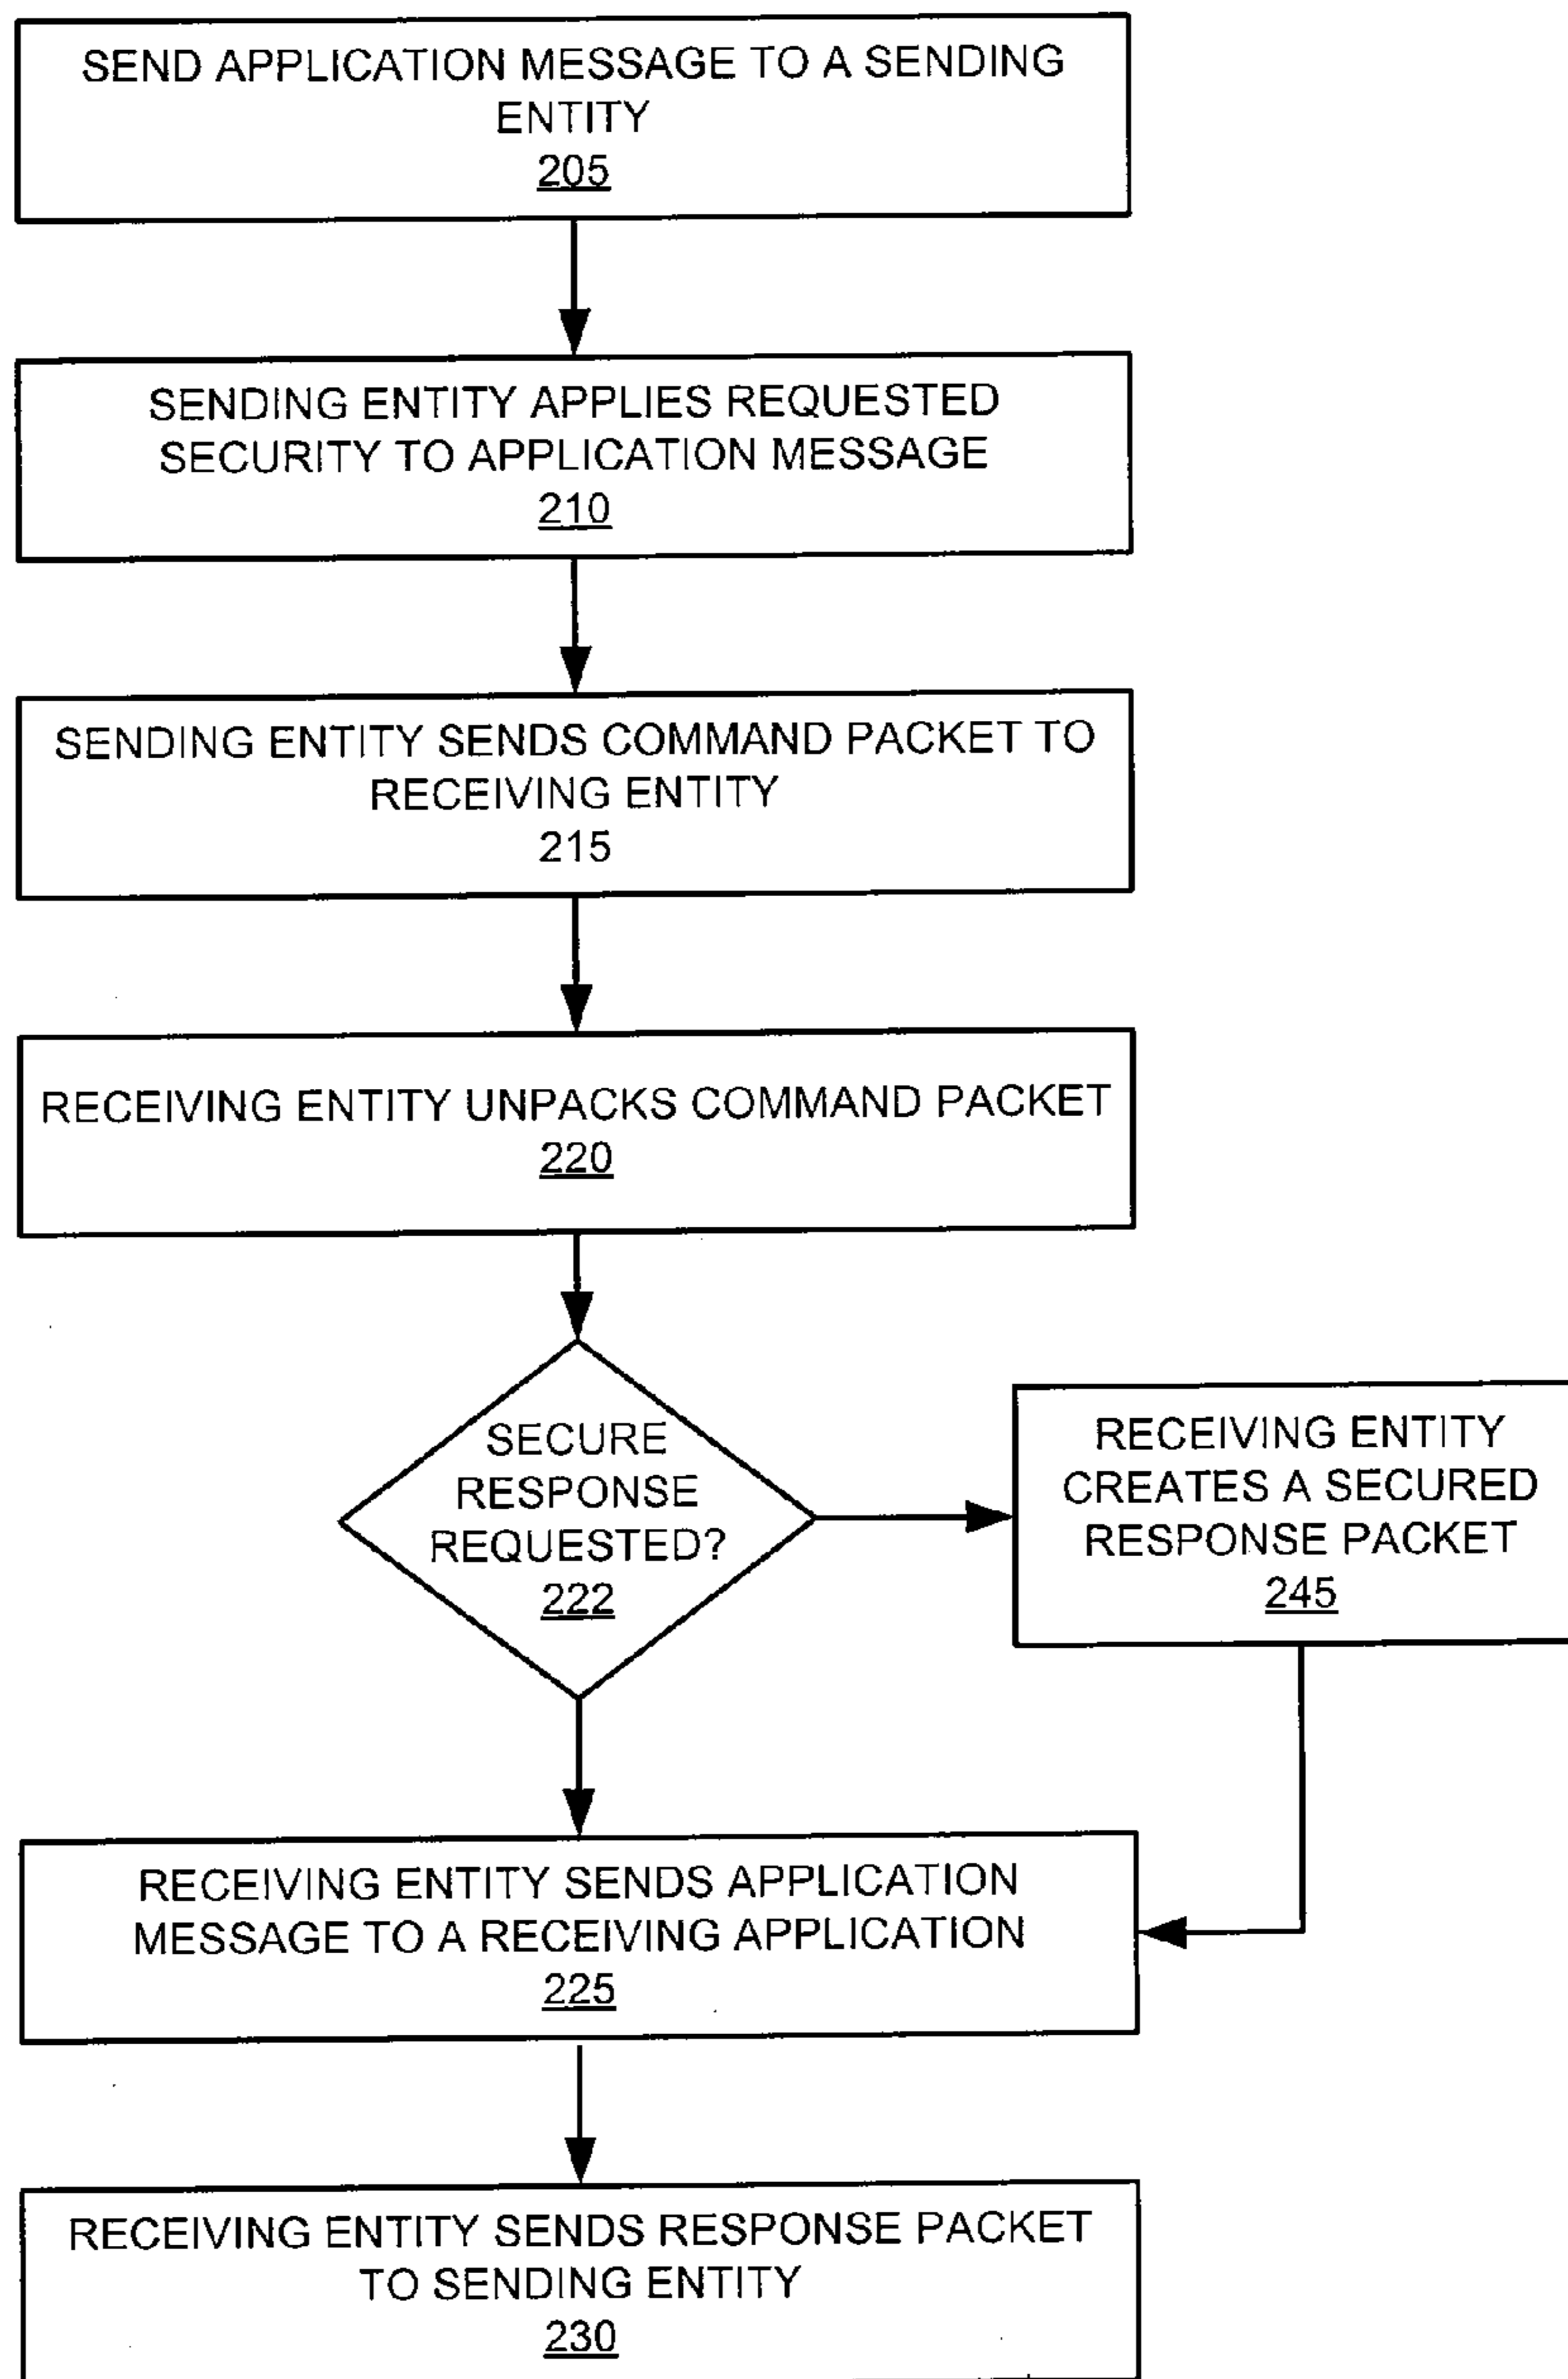 SEND APPLICATION MESSAGE TO A SENDING
ENTITY
205
SENDING ENTITY APPLIES REQUESTED
SECURITY TO APPLICATION MESSAGE
210
SENDING ENTITY SENDS COMMAND PACKET TO
RECEIVING ENTITY
215
RECEIVING ENTITY UNPACKS COMMAND PACKET
220
SECURE
RESPONSE
REQUESTED?
222
RECEIVING ENTITY
CREATES A SECURED
RESPONSE PACKET
245
RECEIVING ENTITY SENDS APPLICATION
MESSAGE TO A RECEIVING APPLICATION
225
RECEIVING ENTITY SENDS RESPONSE PACKET
TO SENDING ENTITY
230